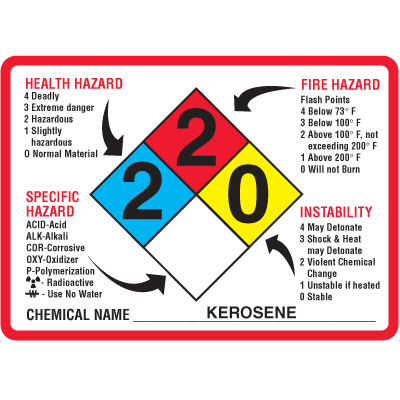 HEALTH HAZARD
4 Deadly
3 Extreme danger
2 Hazardous
1 Slightly
hazardous
0 Normal Material
FIRE HAZARD
Flash Points
4 Below 73° F
3 Below 100° F
2 Above 100° F, not
exceeding 200° F
1 Above 200° F
0 Will not Burn
2
2
0
SPECIFIC
HAZARD
ACID-Acid
ALK-Alkali
COR-Corrosive
OXY-Oxidizer
P-Polymerization
- Radioactive
W - Use No Water
INSTABILITY
4 May Detonate
3 Shock & Heat
may Detonate
2 Violent Chemical
Change
1 Unstable if heated
0 Stable
CHEMICAL NAME KEROSENE